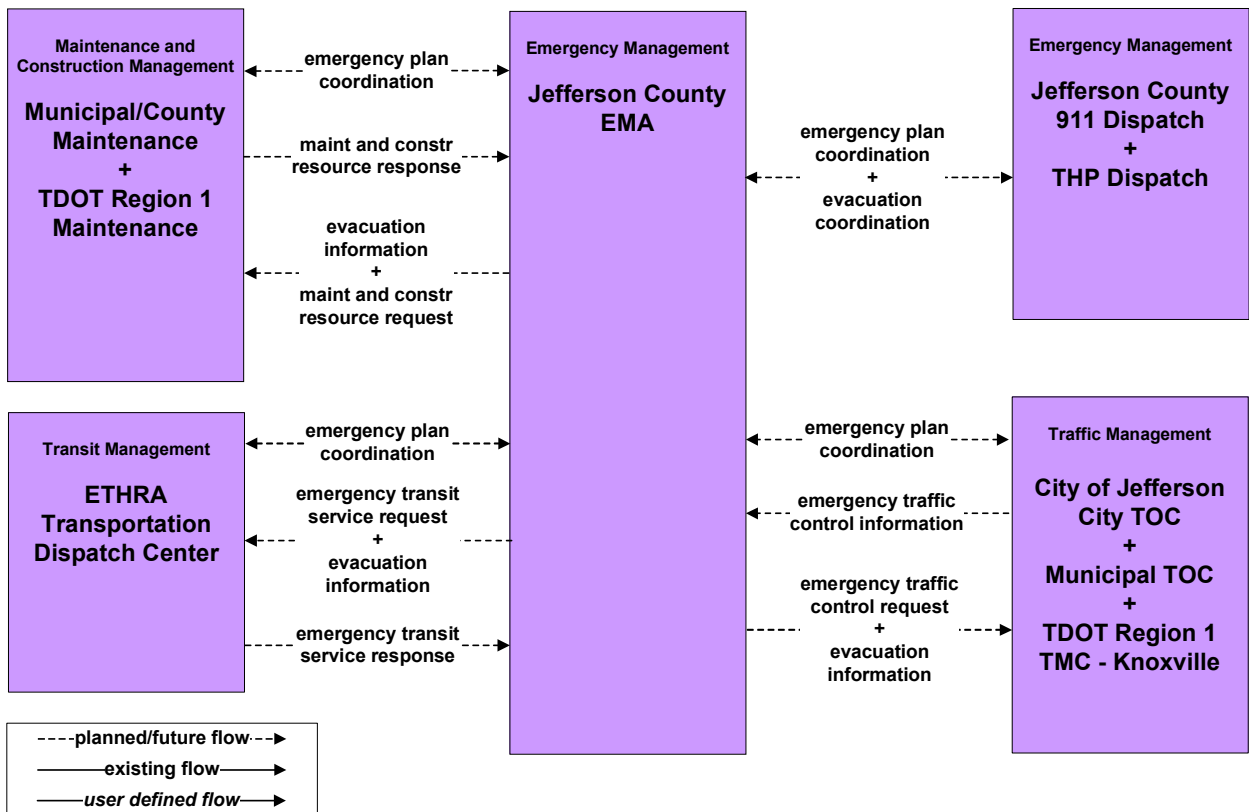 Maintenance and
Construction Management
Municipal/County
Maintenance
+
TDOT Region 1
Maintenance
emergency plan
coordination
maint and constr
resource response
evacuation
information
+
maint and constr
resource request
Emergency Management
Jefferson County
EMA
emergency plan
coordination
+
evacuation
coordination
Emergency Management
Jefferson County
911 Dispatch
+
THP Dispatch
Transit Management
ETHRA
Transportation
Dispatch Center
emergency plan
coordination
emergency transit
service request
+
evacuation
information
emergency transit
service response
emergency plan
coordination
emergency traffic
control information
emergency traffic
control request
+
evacuation
information
Traffic Management
City of Jefferson
City TOC
+
Municipal TOC
+
TDOT Region 1
TMC - Knoxville
planned/future flow
existing flow
user defined flow